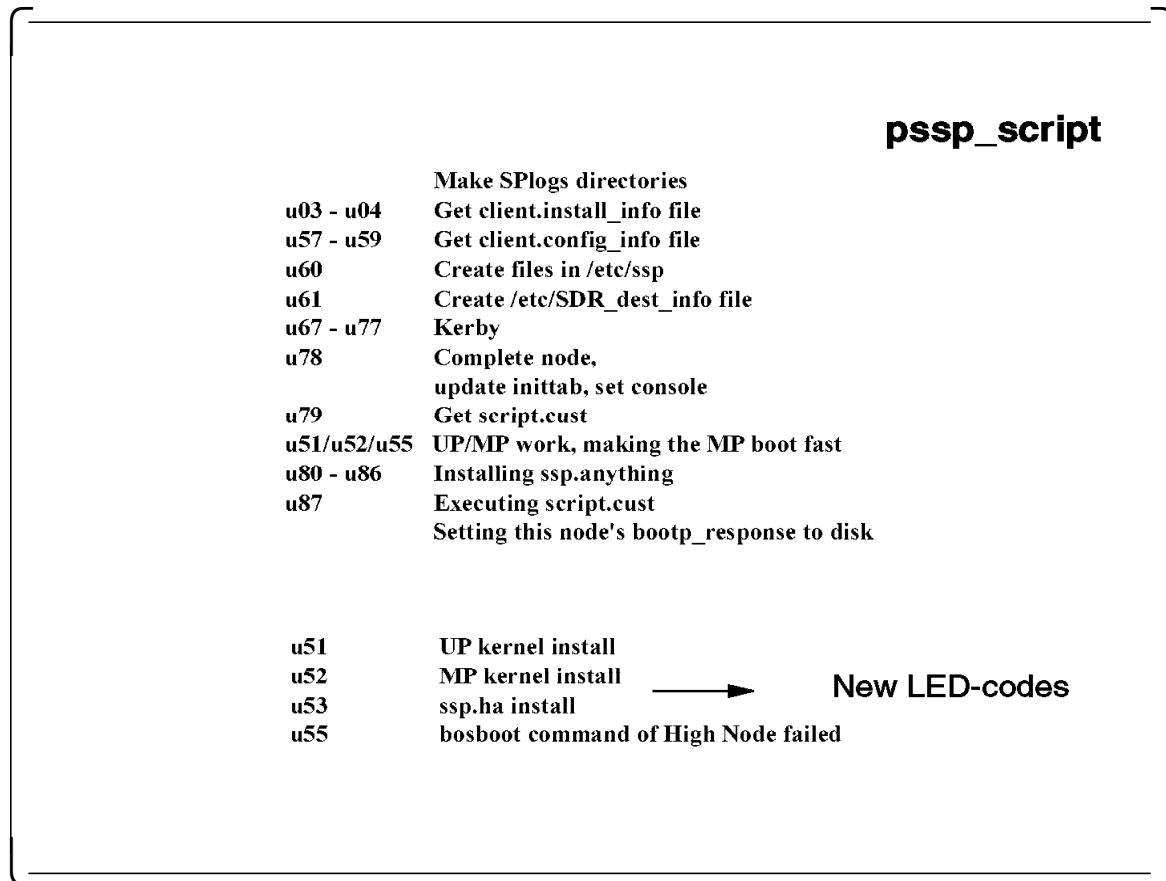 pssp_script
Make SPlogs directories
u03 - u04 Get client.install_info file
u57 - u59 Get client.config_info file
u60 Create files in /etc/ssp
u61 Create /etc/SDR_dest_info file
u67 - u77 Kerby
u78 Complete node,
update inittab, set console
u79 Get script.cust
u51/u52/u55 UP/MP work, making the MP boot fast
u80 - u86 Installing ssp.anything
u87 Executing script.cust
Setting this node's bootp_response to disk
u51 UP kernel install
u52 MP kernel install
New LED-codes
u53 ssp.ha install
u55 bosboot command of High Node failed